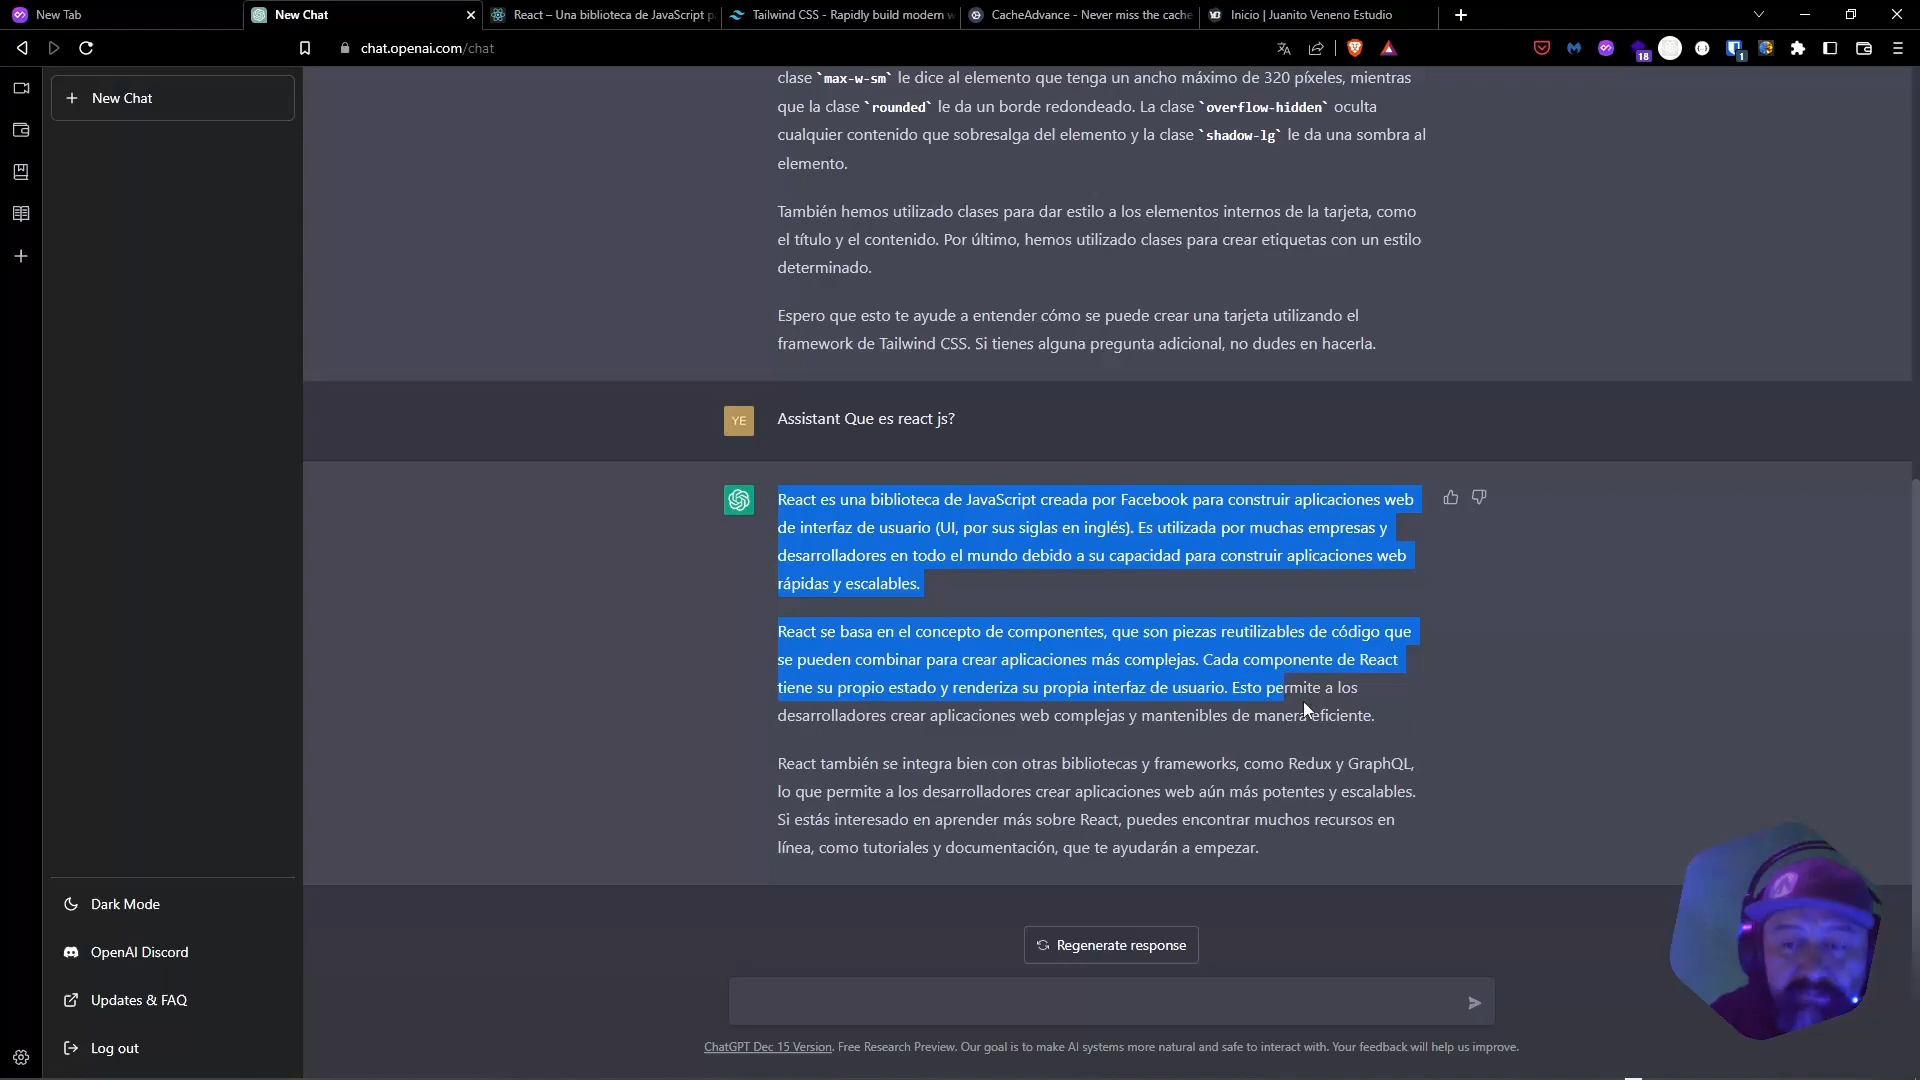 New Tab
New Chat
React – Una biblioteca de JavaScript p
Tailwind CSS - Rapidly build modern w
CacheAdvance - Never miss the cache
Inicio | Juanito Veneno Estudio
chat.openai.com/chat
18
1
New Chat
clase `max-w-sm` le dice al elemento que tenga un ancho máximo de 320 píxeles, mientras
que la clase `rounded` le da un borde redondeado. La clase `overflow-hidden` oculta
cualquier contenido que sobresalga del elemento y la clase `shadow-lg` le da una sombra al
elemento.
También hemos utilizado clases para dar estilo a los elementos internos de la tarjeta, como
el título y el contenido. Por último, hemos utilizado clases para crear etiquetas con un estilo
determinado.
Espero que esto te ayude a entender cómo se puede crear una tarjeta utilizando el
framework de Tailwind CSS. Si tienes alguna pregunta adicional, no dudes en hacerla.
YE
Assistant Que es react js?
React es una biblioteca de JavaScript creada por Facebook para construir aplicaciones web
de interfaz de usuario (UI, por sus siglas en inglés). Es utilizada por muchas empresas y
desarrolladores en todo el mundo debido a su capacidad para construir aplicaciones web
rápidas y escalables.
React se basa en el concepto de componentes, que son piezas reutilizables de código que
se pueden combinar para crear aplicaciones más complejas. Cada componente de React
tiene su propio estado y renderiza su propia interfaz de usuario. Esto permite a los
desarrolladores crear aplicaciones web complejas y mantenibles de manera eficiente.
React también se integra bien con otras bibliotecas y frameworks, como Redux y GraphQL,
lo que permite a los desarrolladores crear aplicaciones web aún más potentes y escalables.
Si estás interesado en aprender más sobre React, puedes encontrar muchos recursos en
línea, como tutoriales y documentación, que te ayudarán a empezar.
Dark Mode
OpenAI Discord
Updates & FAQ
Log out
Regenerate response
ChatGPT Dec 15 Version. Free Research Preview. Our goal is to make AI systems more natural and safe to interact with. Your feedback will help us improve.